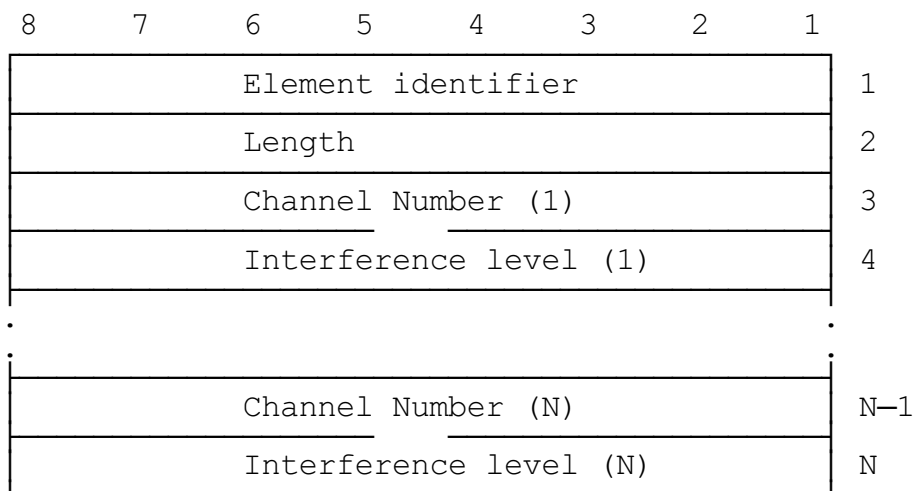 8 7 6 5 4 3 2 1
Element identifier 1
Length 2
Channel Number (1) 3
Interference level (1) 4
.
.
Channel Number (N) N—1
Interference level (N) N